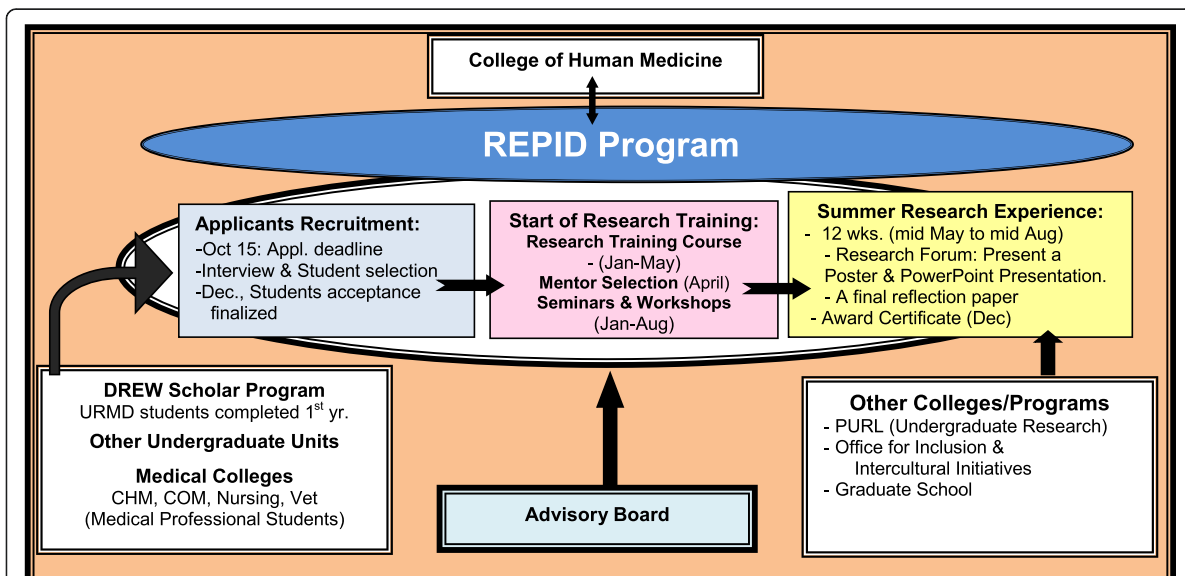 College of Human Medicine
REPID Program
Applicants Recruitment:
-Oct 15: Appl. deadline
-Interview & Student selection
-Dec., Students acceptance
finalized
Start of Research Training:
Research Training Course
- (Jan-May)
Mentor Selection (April)
Seminars & Workshops
(Jan-Aug)
Summer Research Experience:
- 12 wks. (mid May to mid Aug)
- Research Forum: Present a
Poster & PowerPoint Presentation.
- A final reflection paper
- Award Certificate (Dec)
DREW Scholar Program
URMD students completed 1st yr.
Other Undergraduate Units
Medical Colleges
CHM, COM, Nursing, Vet
(Medical Professional Students)
Advisory Board
Other Colleges/Programs
- PURL (Undergraduate Research)
- Office for Inclusion &
Intercultural Initiatives
- Graduate School